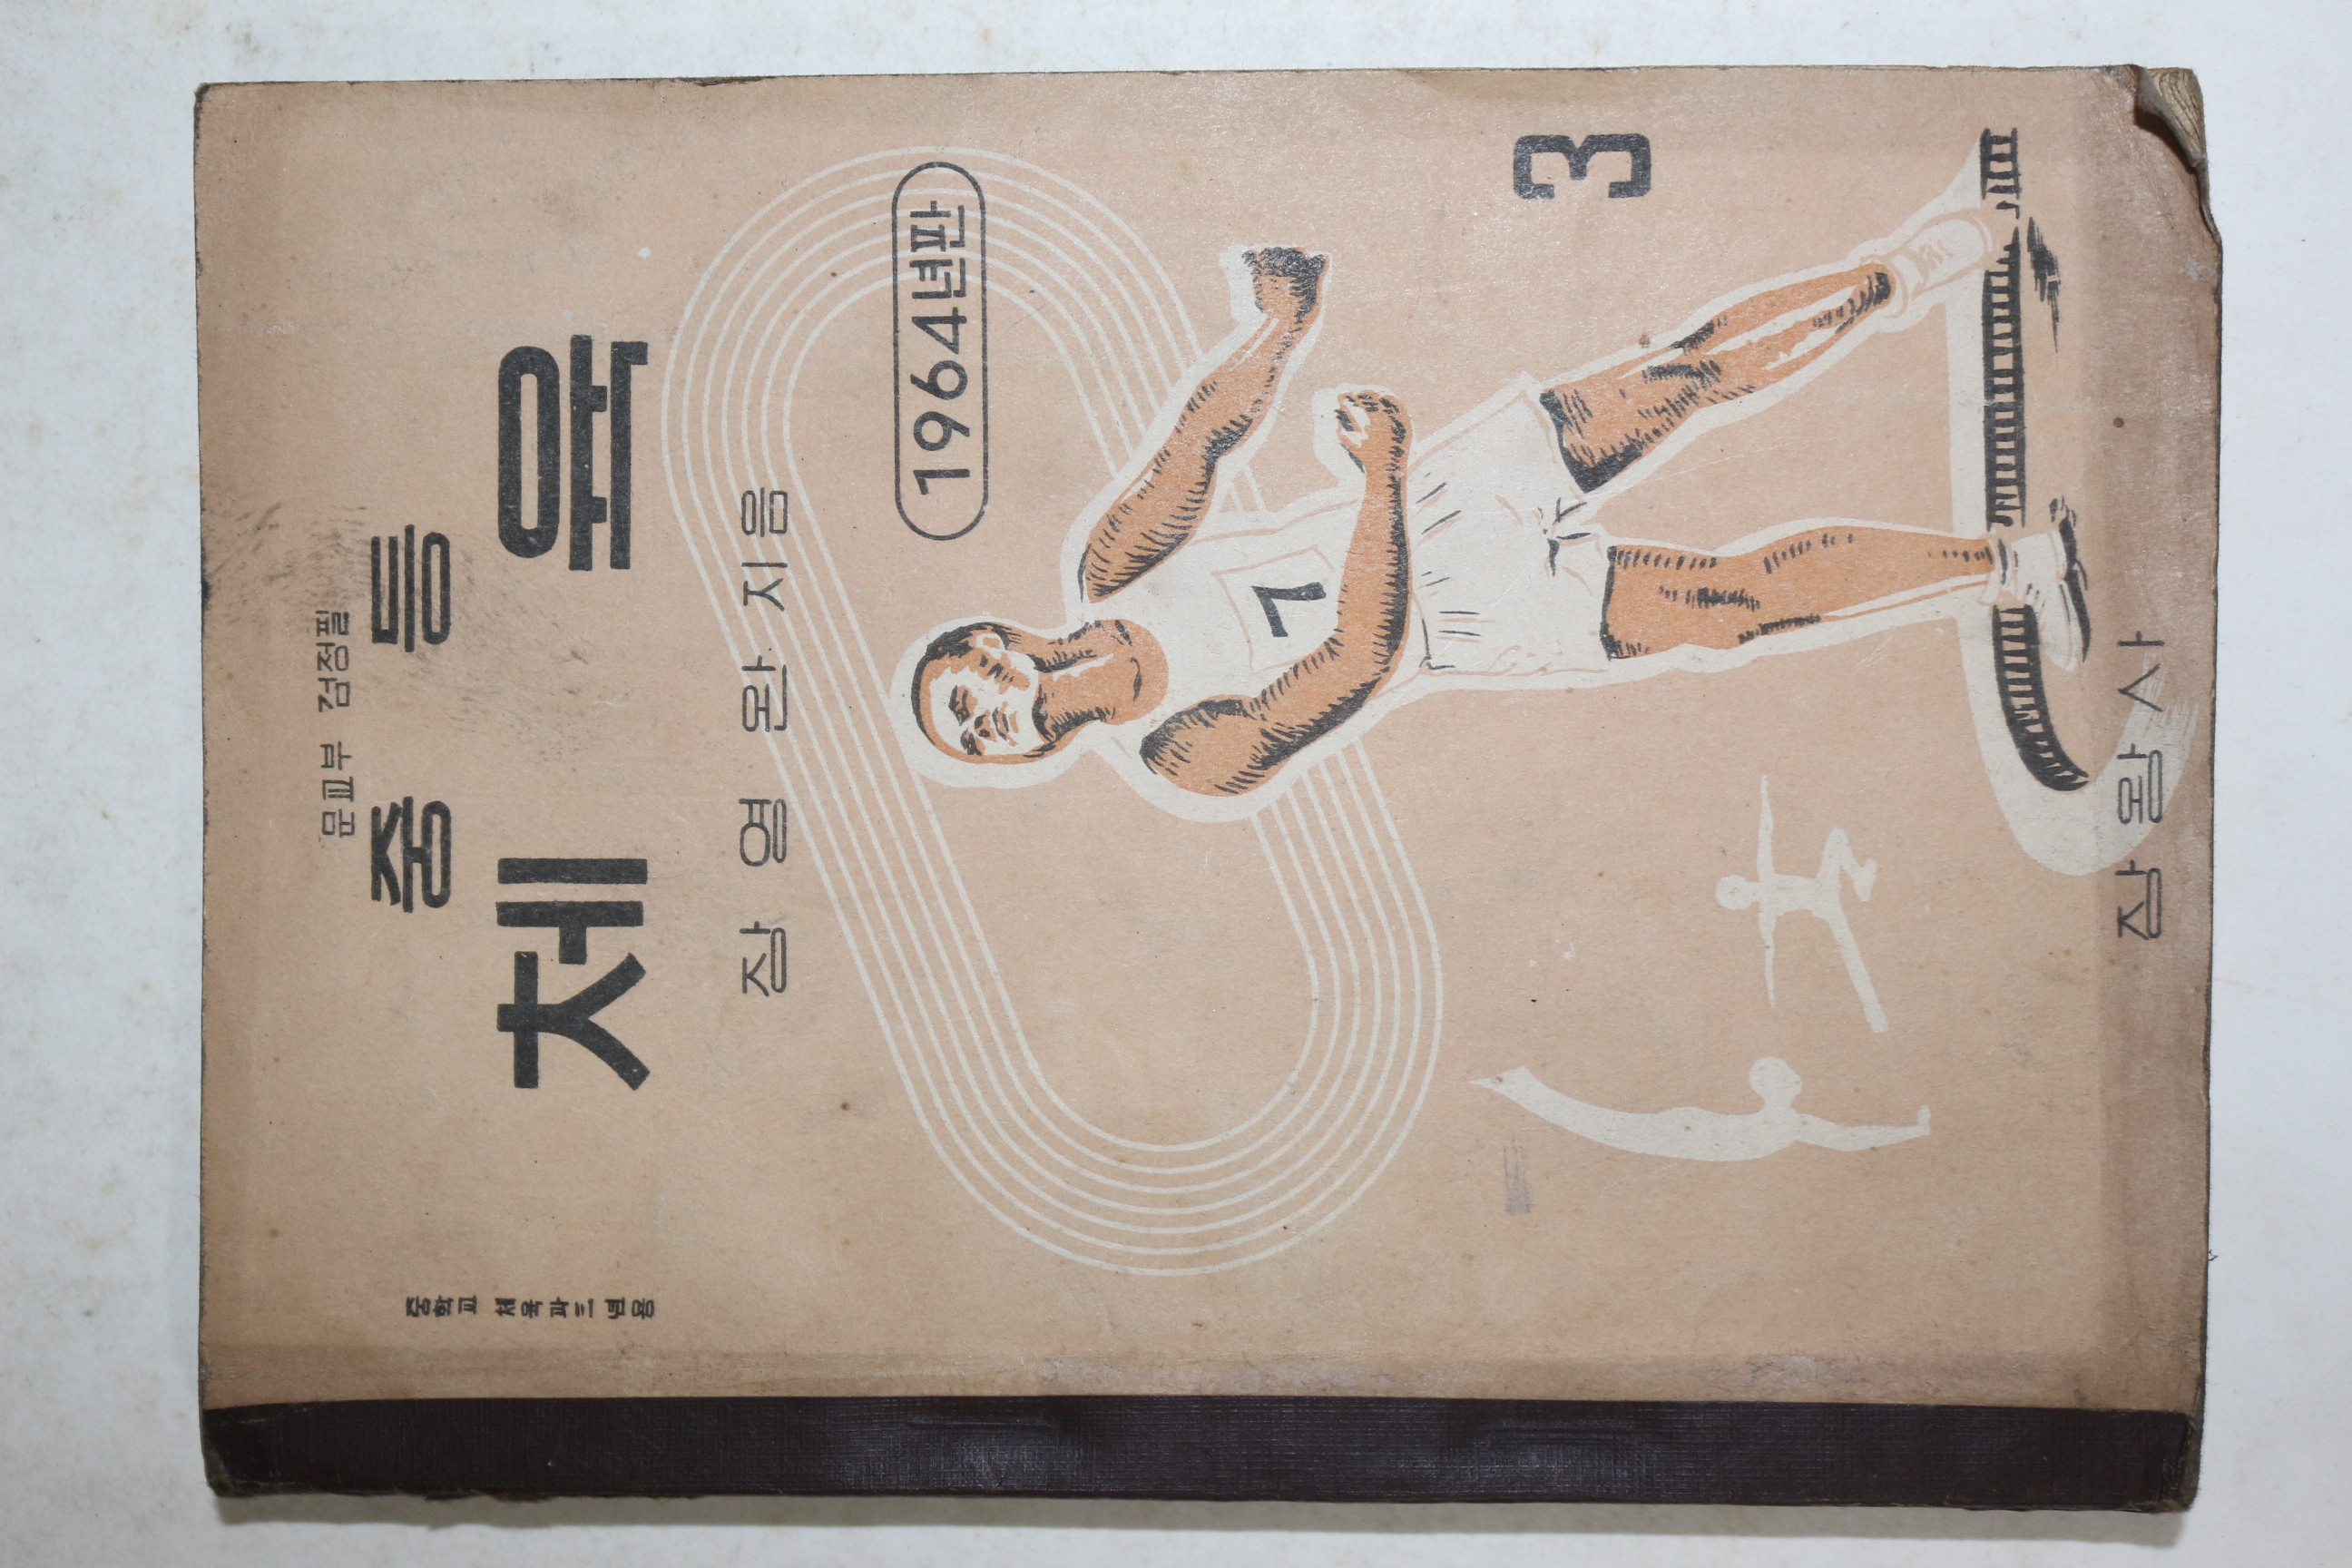 문교부 검정필
중등
체육
중학교 체육과 三년용
장 영 완 지음
1964년판
7
3
장 왕 사